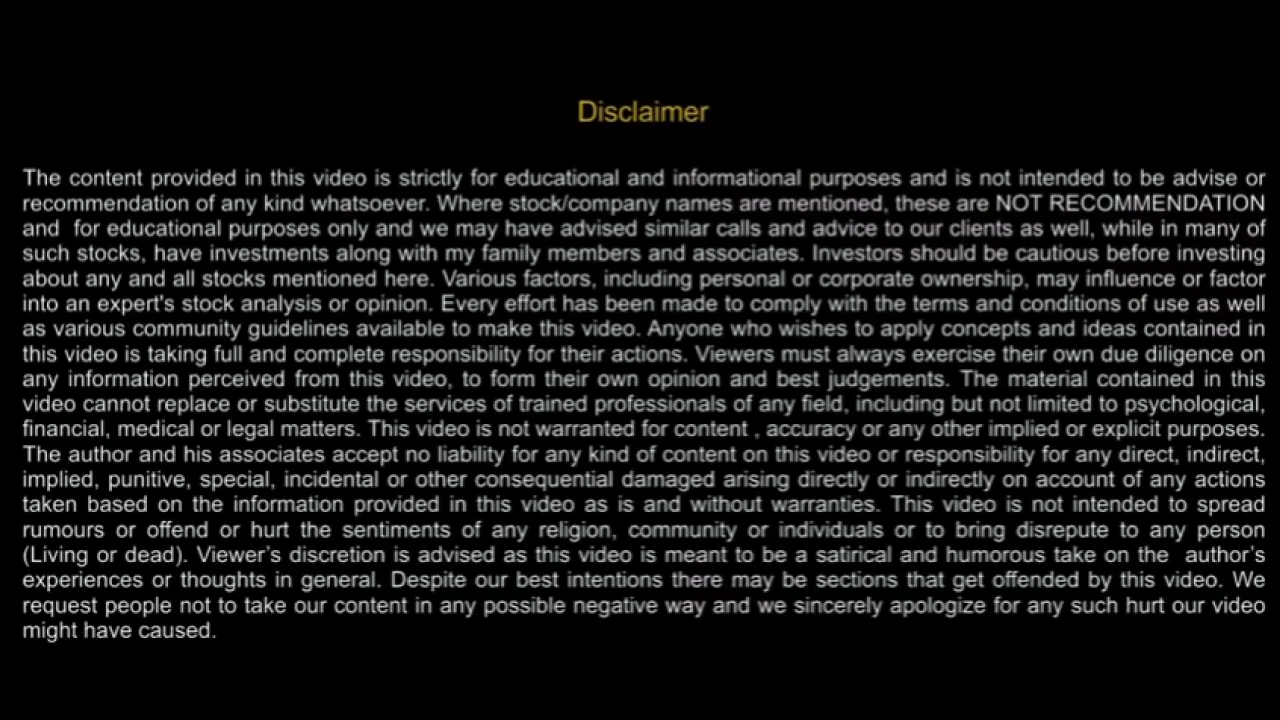 Disclaimer
The content provided in this video is strictly for educational and informational purposes and is not intended to be advise or
recommendation of any kind whatsoever. Where stock/company names are mentioned, these are NOT RECOMMENDATION
and for educational purposes only and we may have advised similar calls and advice to our clients as well, while in many of
such stocks, have investments along with my family members and associates. Investors should be cautious before investing
about any and all stocks mentioned here. Various factors, including personal or corporate ownership, may influence or factor
into an expert's stock analysis or opinion. Every effort has been made to comply with the terms and conditions of use as well
as various community guidelines available to make this video. Anyone who wishes to apply concepts and ideas contained in
this video is taking full and complete responsibility for their actions. Viewers must always exercise their own due diligence on
any information perceived from this video, to form their own opinion and best judgements. The material contained in this
video cannot replace or substitute the services of trained professionals of any field, including but not limited to psychological,
financial, medical or legal matters. This video is not warranted for content , accuracy or any other implied or explicit purposes.
The author and his associates accept no liability for any kind of content on this video or responsibility for any direct, indirect,
implied, punitive, special, incidental or other consequential damaged arising directly or indirectly on account of any actions
taken based on the information provided in this video as is and without warranties. This video is not intended to spread
rumours or offend or hurt the sentiments of any religion, community or individuals or to bring disrepute to any person
(Living or dead). Viewer's discretion is advised as this video is meant to be a satirical and humorous take on the author's
experiences or thoughts in general. Despite our best intentions there may be sections that get offended by this video. We
request people not to take our content in any possible negative way and we sincerely apologize for any such hurt our video
might have caused.